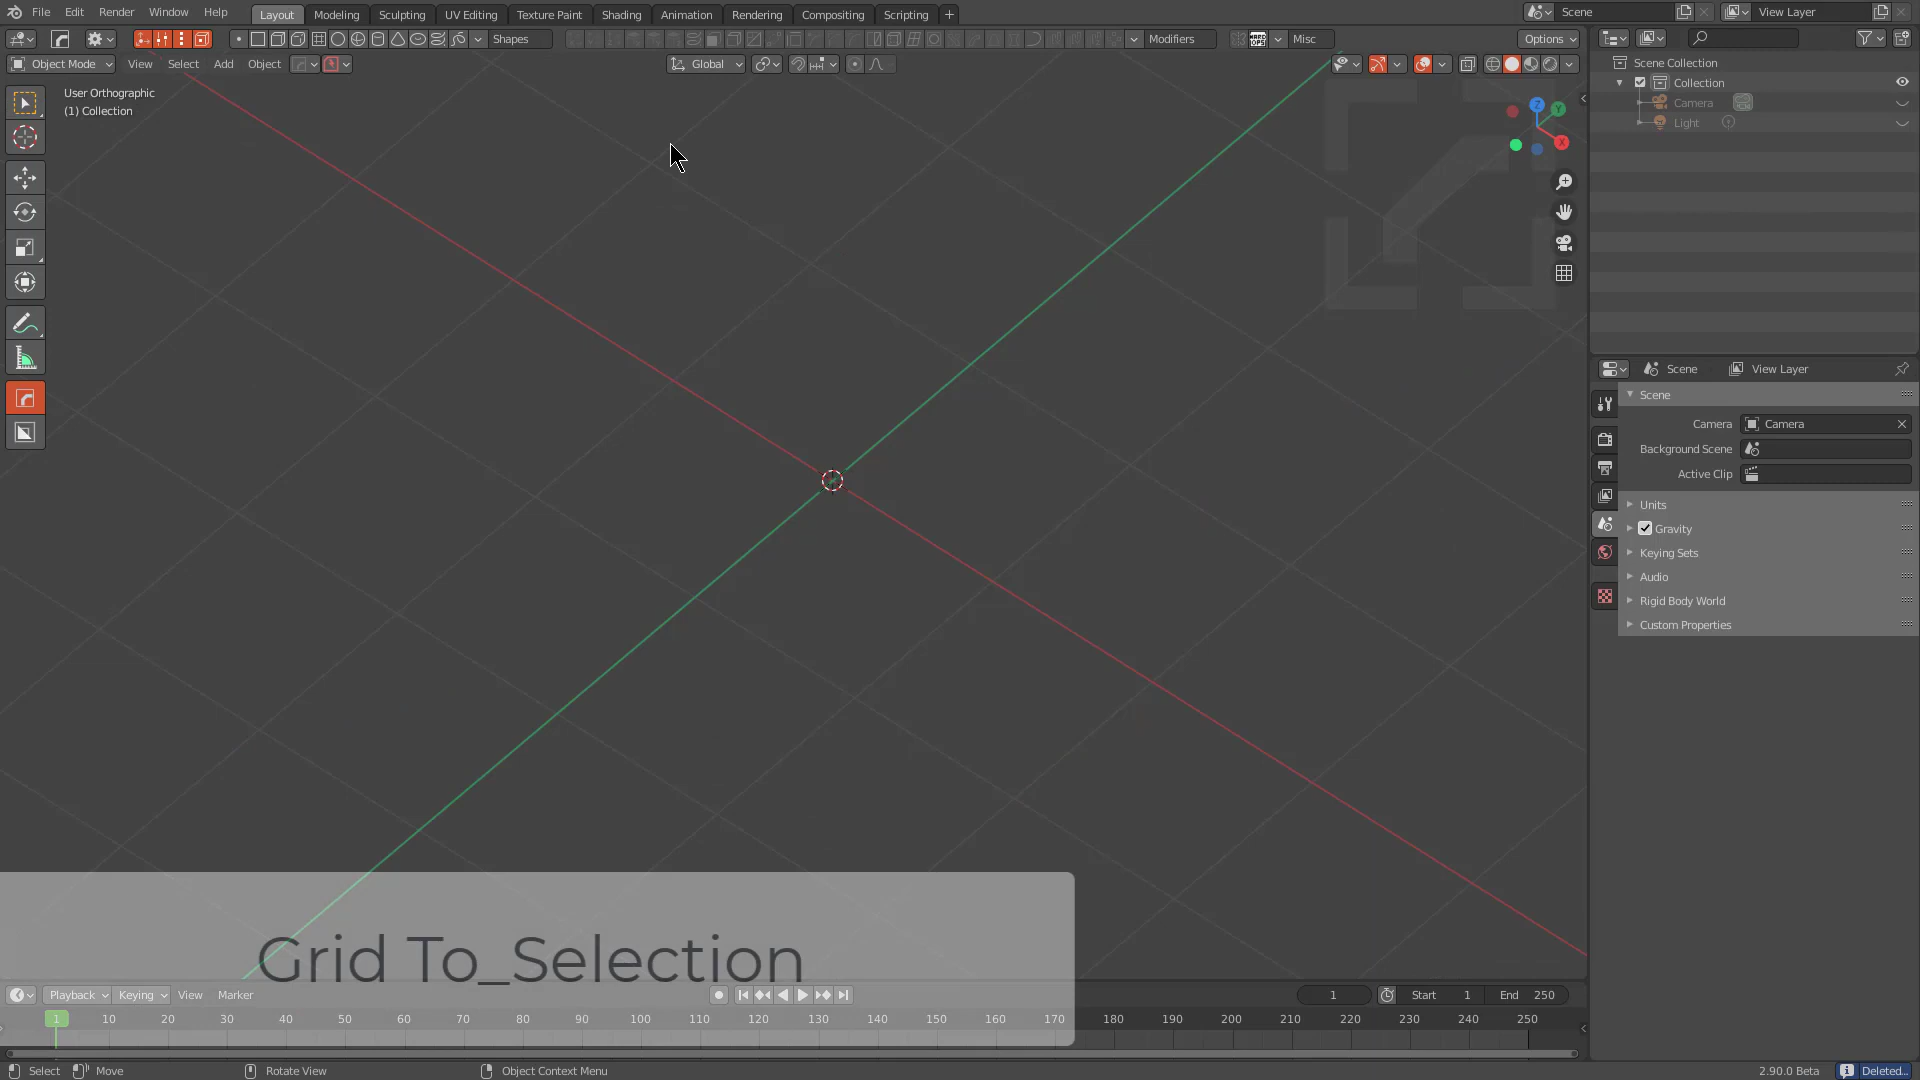 File Edit Render Window Help Layout Modeling Sculpting UV Editing Texture Paint Shading Animation Rendering Compositing Scripting + Scene View Layer
Shapes Modifiers HARD OPS Misc Options
Object Mode View Select Add Object Global
User Orthographic
(1) Collection
Z
Y
X
Scene Collection
Collection
Camera
Light
Scene View Layer
Scene
Camera Camera
Background Scene
Active Clip
Units
Gravity
Keying Sets
Audio
Rigid Body World
Custom Properties
Grid To_Selection
Playback Keying View Marker 1 Start 1 End 250
1 10 20 30 40 50 60 70 80 90 100 110 120 130 140 150 160 170 180 190 200 210 220 230 240 250
Select Move Rotate View Object Context Menu 2.90.0 Beta Deleted...